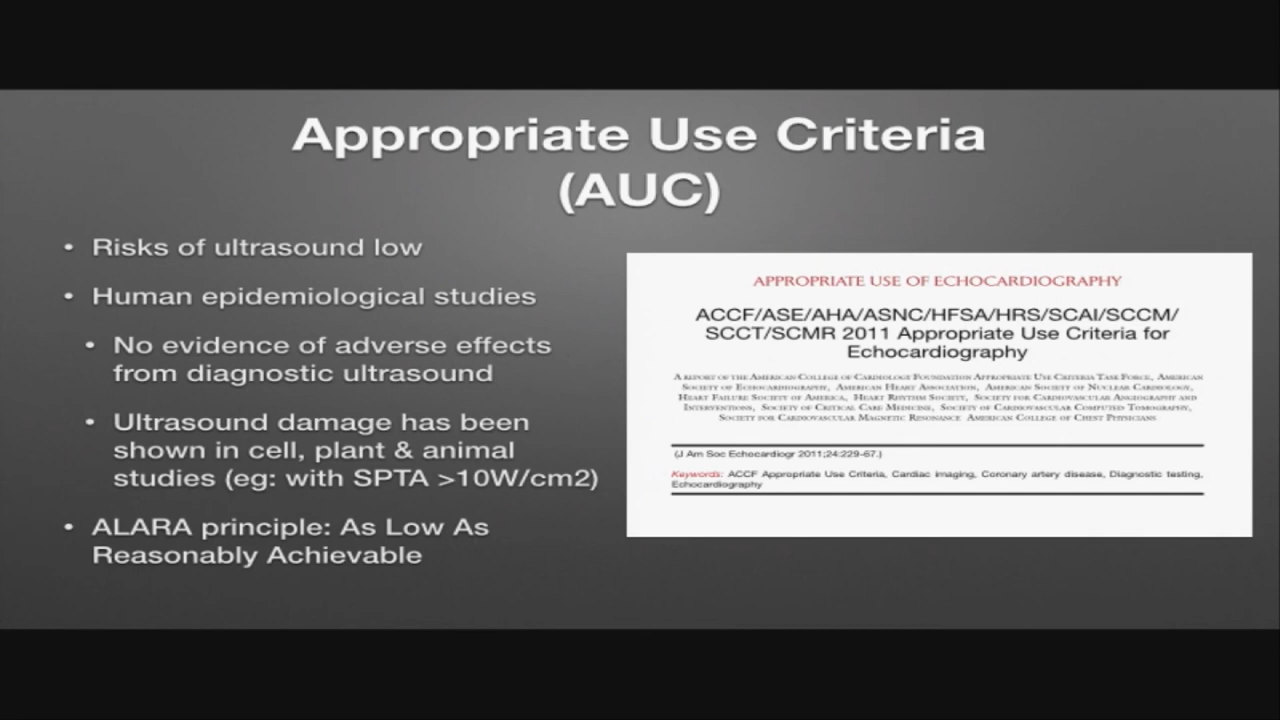 Appropriate Use Criteria
(AUC)
• Risks of ultrasound low
• Human epidemiological studies
• No evidence of adverse effects
from diagnostic ultrasound
• Ultrasound damage has been
shown in cell, plant & animal
studies (eg: with SPTA >10W/cm2)
• ALARA principle: As Low As
Reasonably Achievable
APPROPRIATE USE OF ECHOCARDIOGRAPHY
ACCF/ASE/AHA/ASNC/HFSA/HRS/SCAI/SCCM/
SCCT/SCMR 2011 Appropriate Use Criteria for
Echocardiography
A REPORT OF THE AMERICAN COLLEGE OF CARDIOLOGY FOUNDATION APPROPRIATE USE CRITERIA TASK FORCE, AMERICAN
SOCIETY OF ECHOCARDIOGRAPHY, AMERICAN HEART ASSOCIATION, AMERICAN SOCIETY OF NUCLEAR CARDIOLOGY,
HEART FAILURE SOCIETY OF AMERICA, HEART RHYTHM SOCIETY, SOCIETY FOR CARDIOVASCULAR ANGIOGRAPHY AND
INTERVENTIONS, SOCIETY OF CRITICAL CARE MEDICINE, SOCIETY OF CARDIOVASCULAR COMPUTED TOMOGRAPHY,
SOCIETY FOR CARDIOVASCULAR MAGNETIC RESONANCE AMERICAN COLLEGE OF CHEST PHYSICIANS
(J Am Soc Echocardiogr 2011;24:229-67.)
Keywords: ACCF Appropriate Use Criteria, Cardiac imaging, Coronary artery disease, Diagnostic testing,
Echocardiography